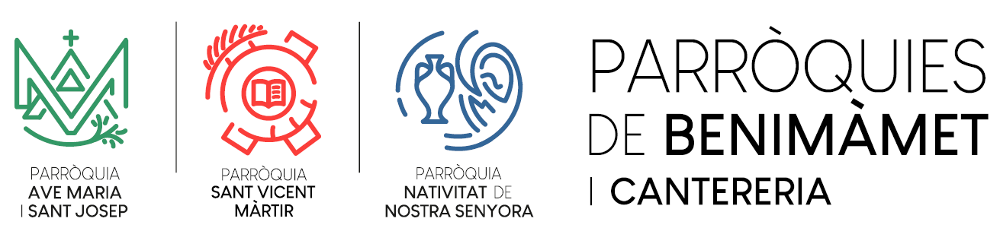 PARRÒQUIA
AVE MARIA
I SANT JOSEP
PARRÒQUIA
SANT VICENT
MÀRTIR
PARRÒQUIA
NATIVITAT DE
NOSTRA SENYORA
PARRÒQUIES
DE BENIMÀMET
I CANTERERIA